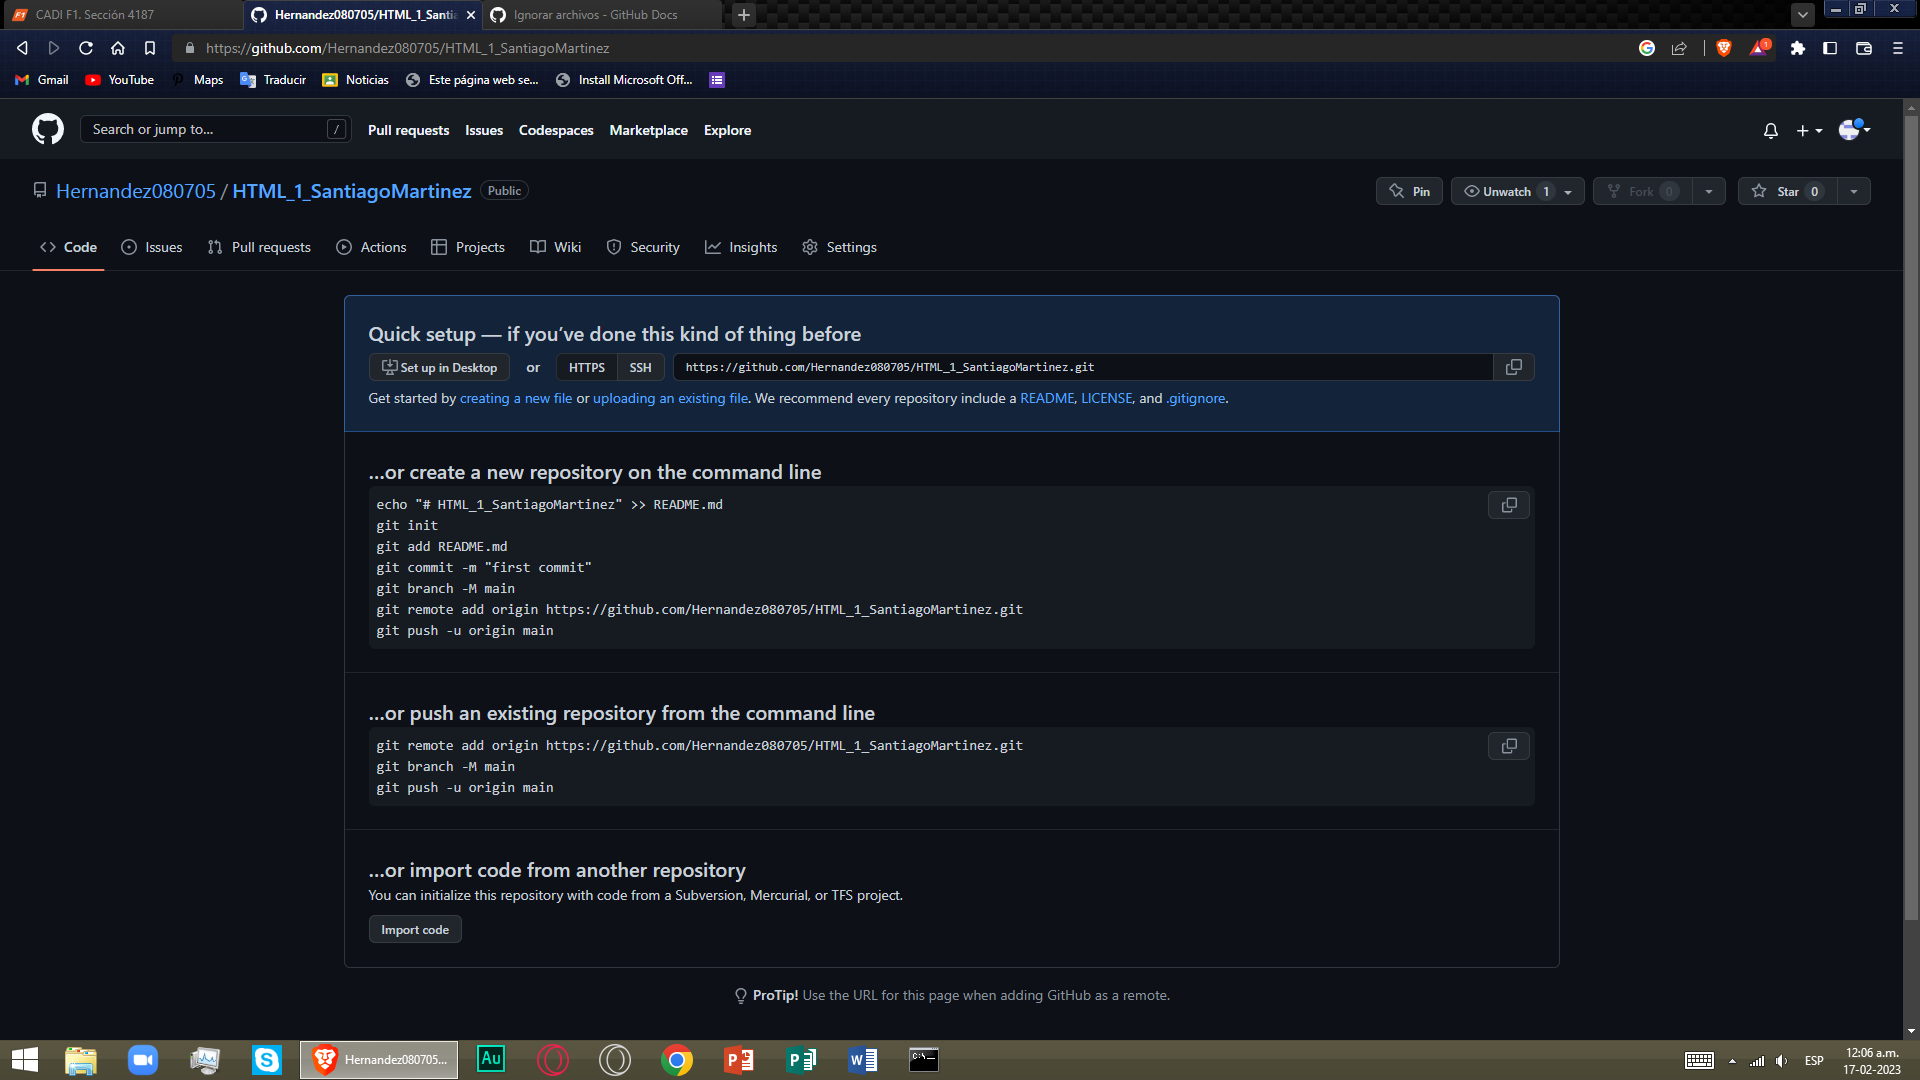 CADI F1. Sección 4187
Hernandez080705/HTML_1_Santia
Ignorar archivos - GitHub Docs
https://github.com/Hernandez080705/HTML_1_SantiagoMartinez
1
Gmail
YouTube
Maps
Traducir
Noticias
Este página web se...
Install Microsoft Off...
Search or jump to...
/
Pull requests
Issues
Codespaces
Marketplace
Explore
Hernandez080705 / HTML_1_SantiagoMartinez
Public
Pin
Unwatch 1
Fork 0
Star 0
Code
Issues
Pull requests
Actions
Projects
Wiki
Security
Insights
Settings
Quick setup — if you've done this kind of thing before
Set up in Desktop
or
HTTPS
SSH
https://github.com/Hernandez080705/HTML_1_SantiagoMartinez.git
Get started by creating a new file or uploading an existing file. We recommend every repository include a README, LICENSE, and .gitignore.
…or create a new repository on the command line
echo "# HTML_1_SantiagoMartinez" >> README.md
git init
git add README.md
git commit -m "first commit"
git branch -M main
git remote add origin https://github.com/Hernandez080705/HTML_1_SantiagoMartinez.git
git push -u origin main
…or push an existing repository from the command line
git remote add origin https://github.com/Hernandez080705/HTML_1_SantiagoMartinez.git
git branch -M main
git push -u origin main
…or import code from another repository
You can initialize this repository with code from a Subversion, Mercurial, or TFS project.
Import code
ProTip! Use the URL for this page when adding GitHub as a remote.
Hernandez080705...
Au
ESP
12:06 a.m.
17-02-2023